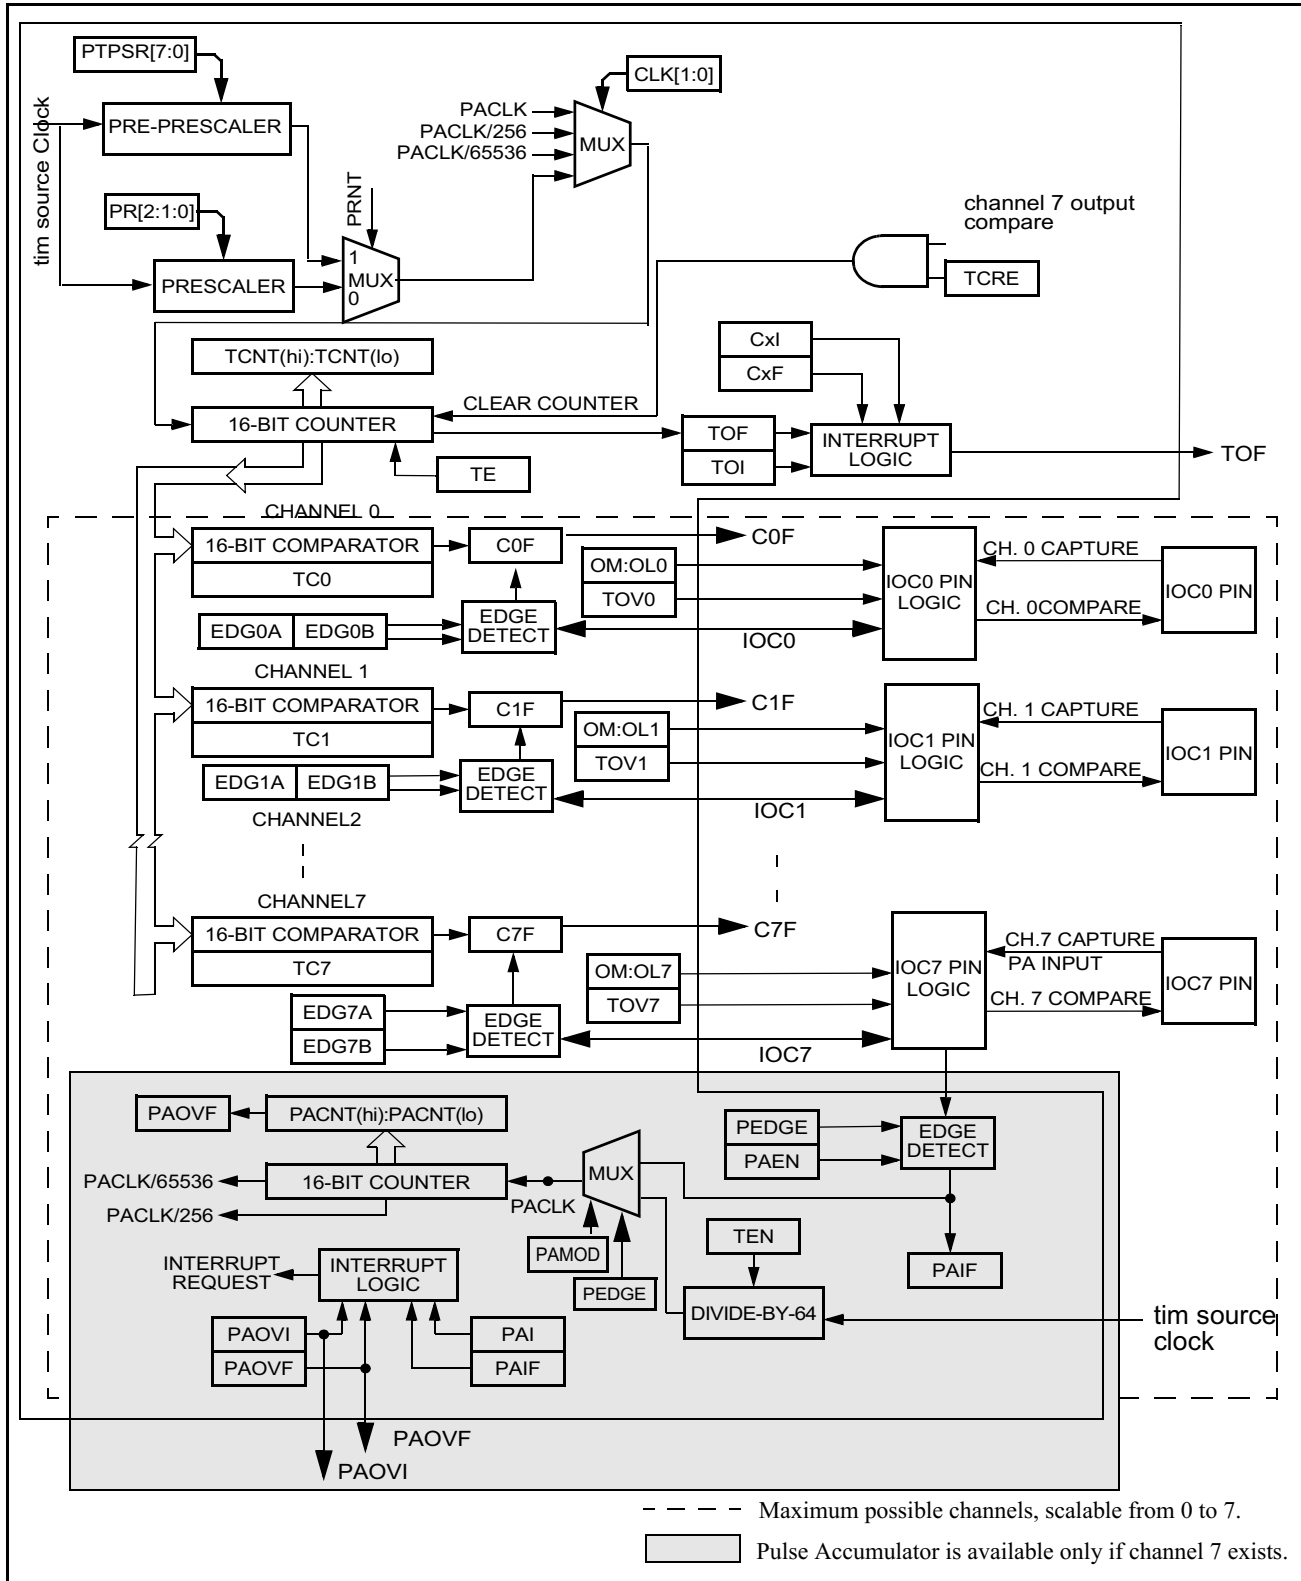 PTPSR[7:0]
CLK[1:0]
tim source Clock
PRE-PRESCALER
PACLK
PACLK/256
PACLK/65536
MUX
PR[2:1:0]
PRNT
channel 7 output
compare
1
MUX
0
PRESCALER
TCRE
TCNT(hi):TCNT(lo)
CxI
CxF
CLEAR COUNTER
16-BIT COUNTER
TOF
TOI
INTERRUPT
LOGIC
TOF
TE
CHANNEL 0
16-BIT COMPARATOR
TC0
C0F
C0F
OM:OL0
TOV0
IOC0 PIN
LOGIC
CH. 0 CAPTURE
CH. 0COMPARE
IOC0 PIN
EDG0A
EDG0B
EDGE
DETECT
IOC0
CHANNEL 1
16-BIT COMPARATOR
TC1
C1F
C1F
OM:OL1
TOV1
IOC1 PIN
LOGIC
CH. 1 CAPTURE
CH. 1 COMPARE
IOC1 PIN
EDG1A
EDG1B
EDGE
DETECT
IOC1
CHANNEL2
CHANNEL7
16-BIT COMPARATOR
TC7
C7F
C7F
OM:OL7
TOV7
IOC7 PIN
LOGIC
CH.7 CAPTURE
PA INPUT
CH. 7 COMPARE
IOC7 PIN
EDG7A
EDG7B
EDGE
DETECT
IOC7
PAOVF
PACNT(hi):PACNT(lo)
PEDGE
PAEN
EDGE
DETECT
MUX
PACLK/65536
16-BIT COUNTER
PACLK
PACLK/256
TEN
PAMOD
INTERRUPT
REQUEST
INTERRUPT
LOGIC
PAIF
PEDGE
DIVIDE-BY-64
tim source
clock
PAOVI
PAOVF
PAI
PAIF
PAOVF
PAOVI
Maximum possible channels, scalable from 0 to 7.
Pulse Accumulator is available only if channel 7 exists.